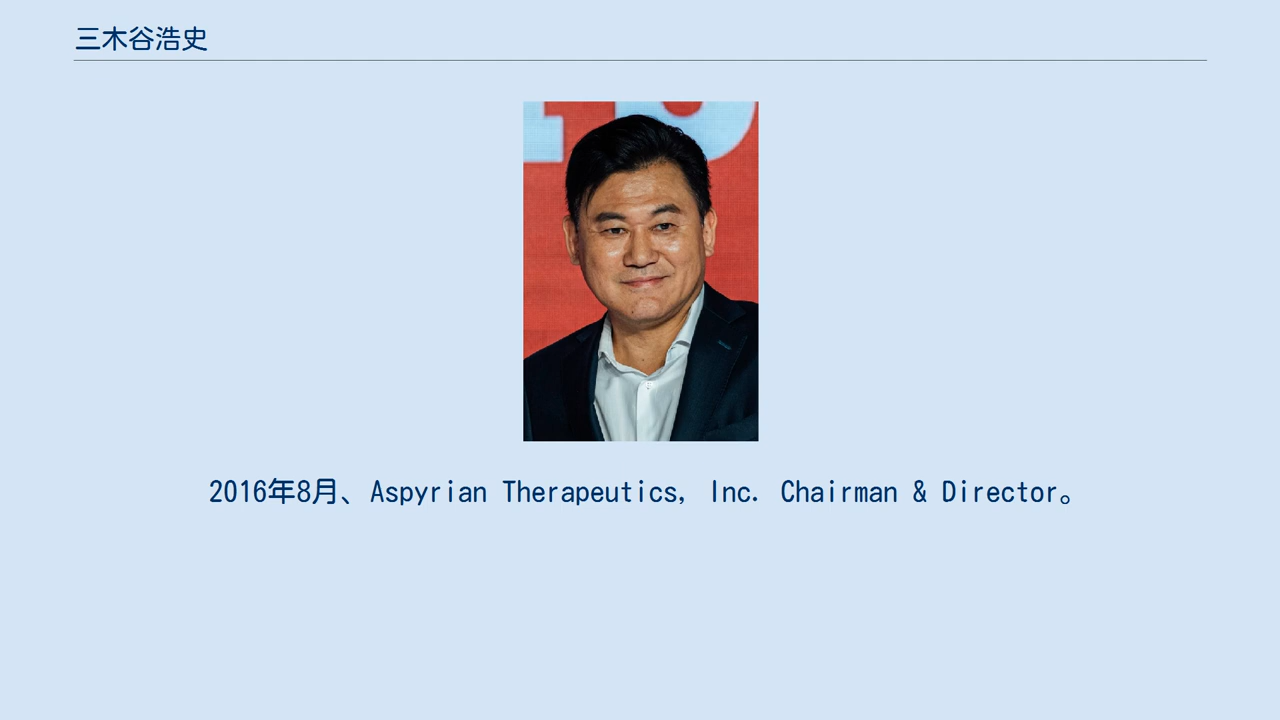 三木谷浩史
2016年8月、Aspyrian Therapeutics, Inc. Chairman & Director。